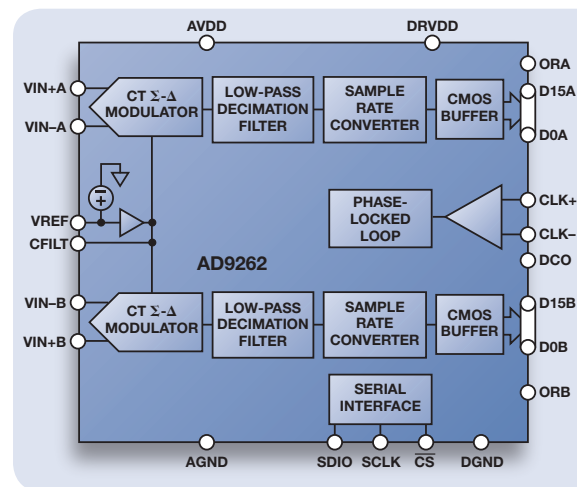 AVDD
DRVDD
ORA
VIN+A
CT Σ-Δ
MODULATOR
LOW-PASS
DECIMATION
FILTER
SAMPLE
RATE
CONVERTER
CMOS
BUFFER
D15A
VIN–A
D0A
VREF
CFILT
PHASE-
LOCKED
LOOP
CLK+
CLK–
DCO
AD9262
VIN–B
CT Σ-Δ
MODULATOR
VIN+B
LOW-PASS
DECIMATION
FILTER
SAMPLE
RATE
CONVERTER
CMOS
BUFFER
D15B
D0B
SERIAL
INTERFACE
ORB
AGND
SDIO
SCLK
C̅S̅
DGND